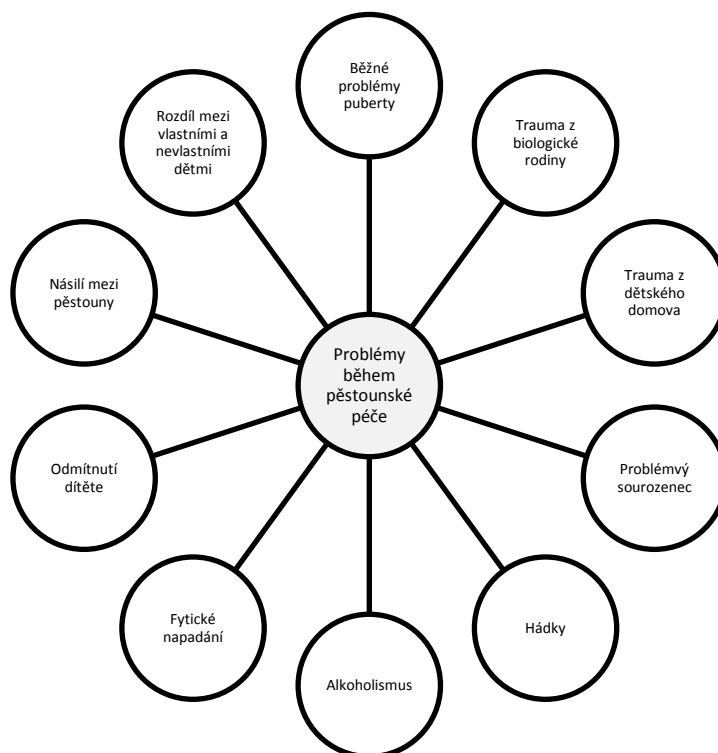 Běžné
problémy
puberty
Trauma z
biologické
rodiny
Trauma z
dětského
domova
Problémvý
sourozenec
Hádky
Alkoholismus
Fytické
napadání
Odmítnutí
dítěte
Násilí mezi
pěstouny
Rozdíl mezi
vlastními a
nevlastními
dětmi
Problémy
během
pěstounské
péče